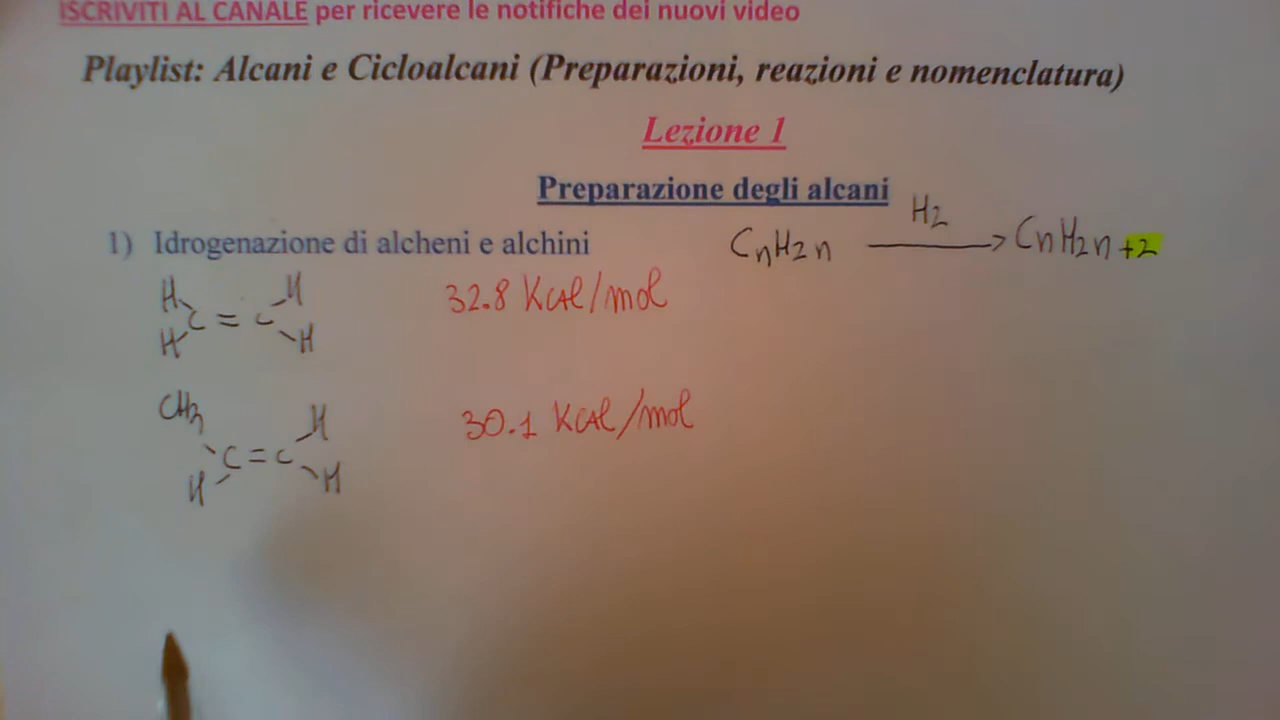 ISCRIVITI AL CANALE per ricevere le notifiche dei nuovi video
Playlist: Alcani e Cicloalcani (Preparazioni, reazioni e nomenclatura)
Lezione 1
Preparazione degli alcani
1) Idrogenazione di alcheni e alchini
H2
CnH2n → CnH2n+2
H H
C = C
H H
32.8 Kcal/mol
CH3 H
C = C
H H
30.1 Kcal/mol